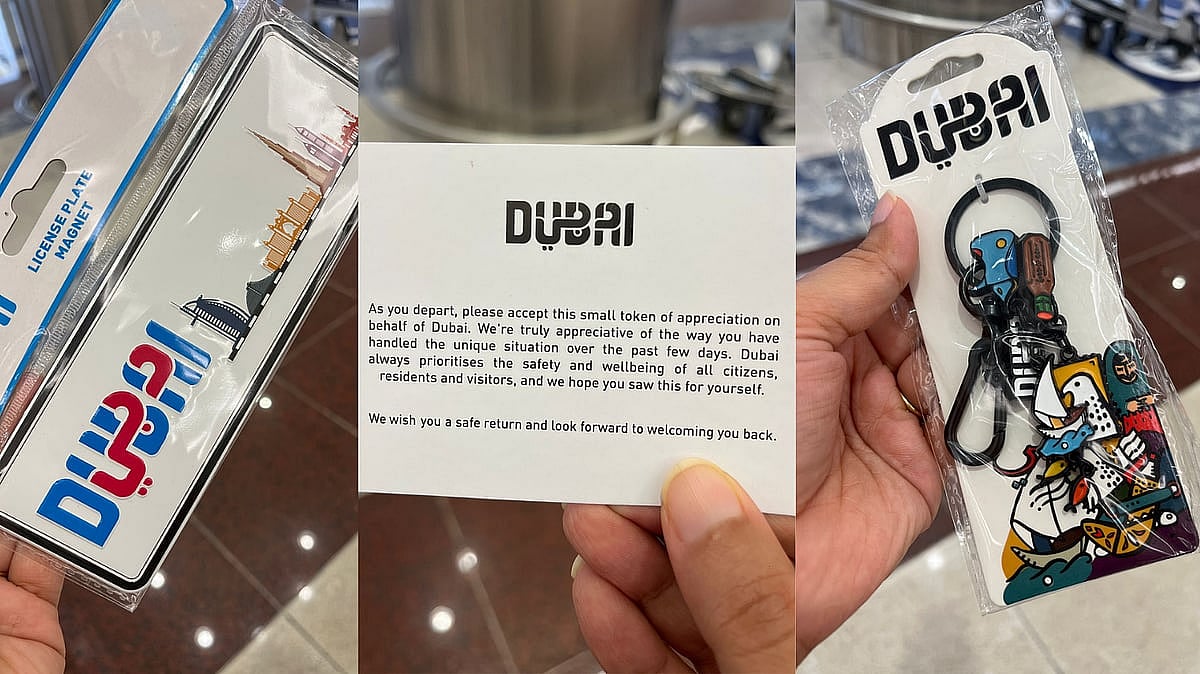 LICENSE PLATE
MAGNET
DUBAI
DUBAI
As you depart, please accept this small token of appreciation on
behalf of Dubai. We're truly appreciative of the way you have
handled the unique situation over the past few days. Dubai
always prioritises the safety and wellbeing of all citizens,
residents and visitors, and we hope you saw this for yourself.
We wish you a safe return and look forward to welcoming you back.
DUBAI